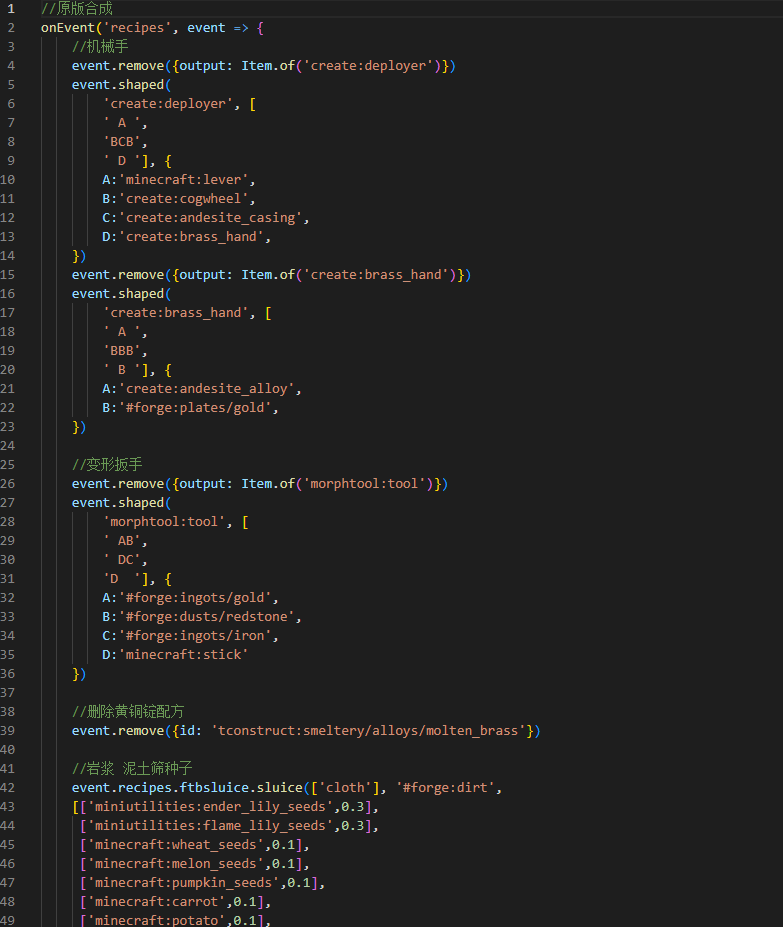 1 //原版合成
2 onEvent('recipes', event => {
3     //机械手
4     event.remove({output: Item.of('create:deployer')})
5     event.shaped(
6         'create:deployer', [
7         ' A ',
8         'BCB',
9         ' D '], {
10         A:'minecraft:lever',
11         B:'create:cogwheel',
12         C:'create:andesite_casing',
13         D:'create:brass_hand',
14     })
15     event.remove({output: Item.of('create:brass_hand')})
16     event.shaped(
17         'create:brass_hand', [
18         ' A ',
19         'BBB',
20         ' B '], {
21         A:'create:andesite_alloy',
22         B:'#forge:plates/gold',
23     })
24
25     //变形扳手
26     event.remove({output: Item.of('morphtool:tool')})
27     event.shaped(
28         'morphtool:tool', [
29         ' AB',
30         ' DC',
31         'D  '], {
32         A:'#forge:ingots/gold',
33         B:'#forge:dusts/redstone',
34         C:'#forge:ingots/iron',
35         D:'minecraft:stick'
36     })
37
38     //删除黄铜锭配方
39     event.remove({id: 'tconstruct:smeltery/alloys/molten_brass'})
40
41     //岩浆 泥土筛种子
42     event.recipes.ftbsluice.sluice(['cloth'], '#forge:dirt',
43     [['miniutilities:ender_lily_seeds',0.3],
44      ['miniutilities:flame_lily_seeds',0.3],
45      ['minecraft:wheat_seeds',0.1],
46      ['minecraft:melon_seeds',0.1],
47      ['minecraft:pumpkin_seeds',0.1],
48      ['minecraft:carrot',0.1],
49      ['minecraft:potato',0.1],